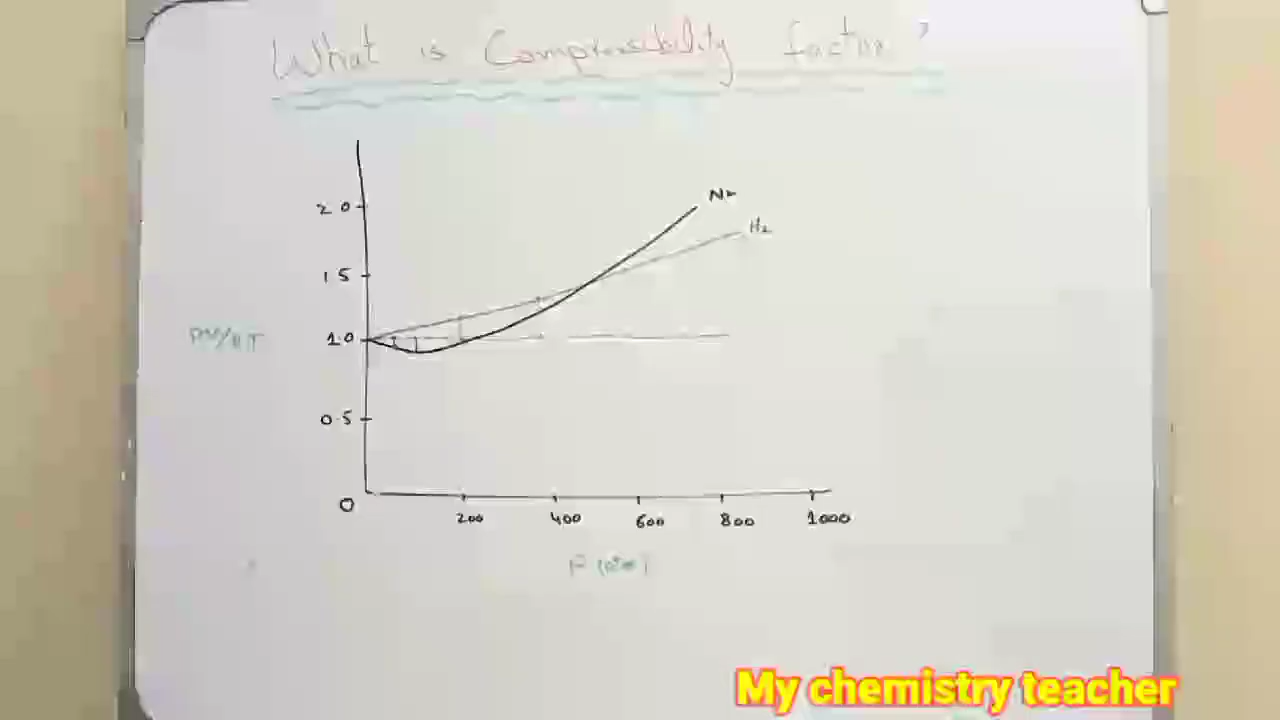 What is Compressibility factor?
N₂
H₂
2.0
1.5
PV/RT
1.0
0.5
0
200 400 600 800 1000
P (atm)
My chemistry teacher